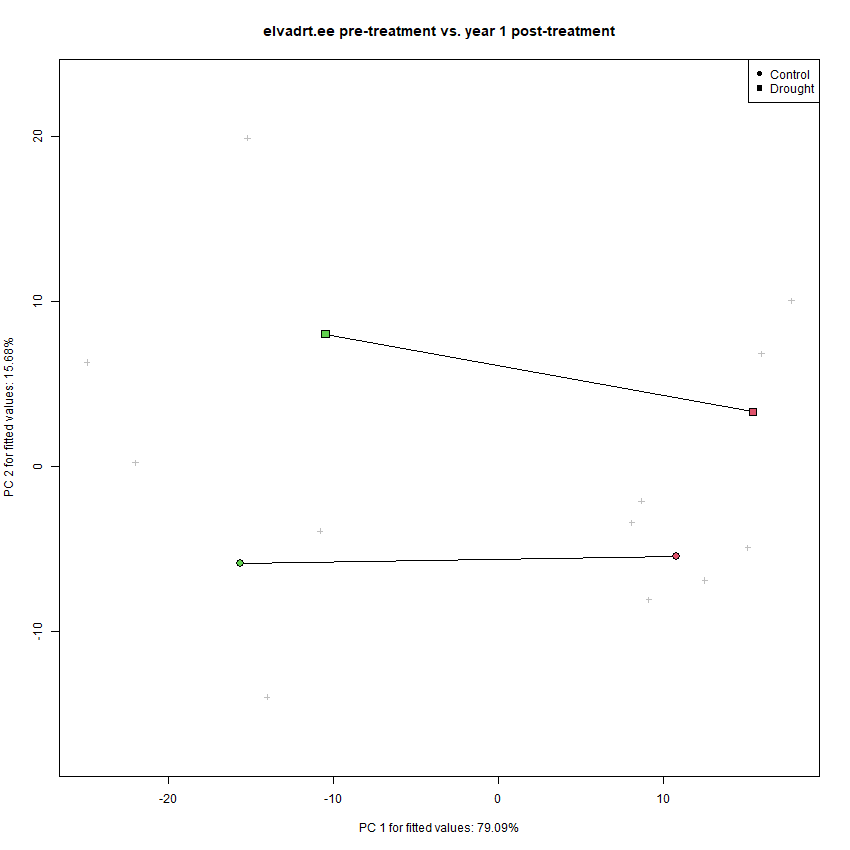 elvadrt.ee pre-treatment vs. year 1 post-treatment
Control
Drought
20
10
0
-10
PC 2 for fitted values: 15.68%
-20
-10
0
10
PC 1 for fitted values: 79.09%